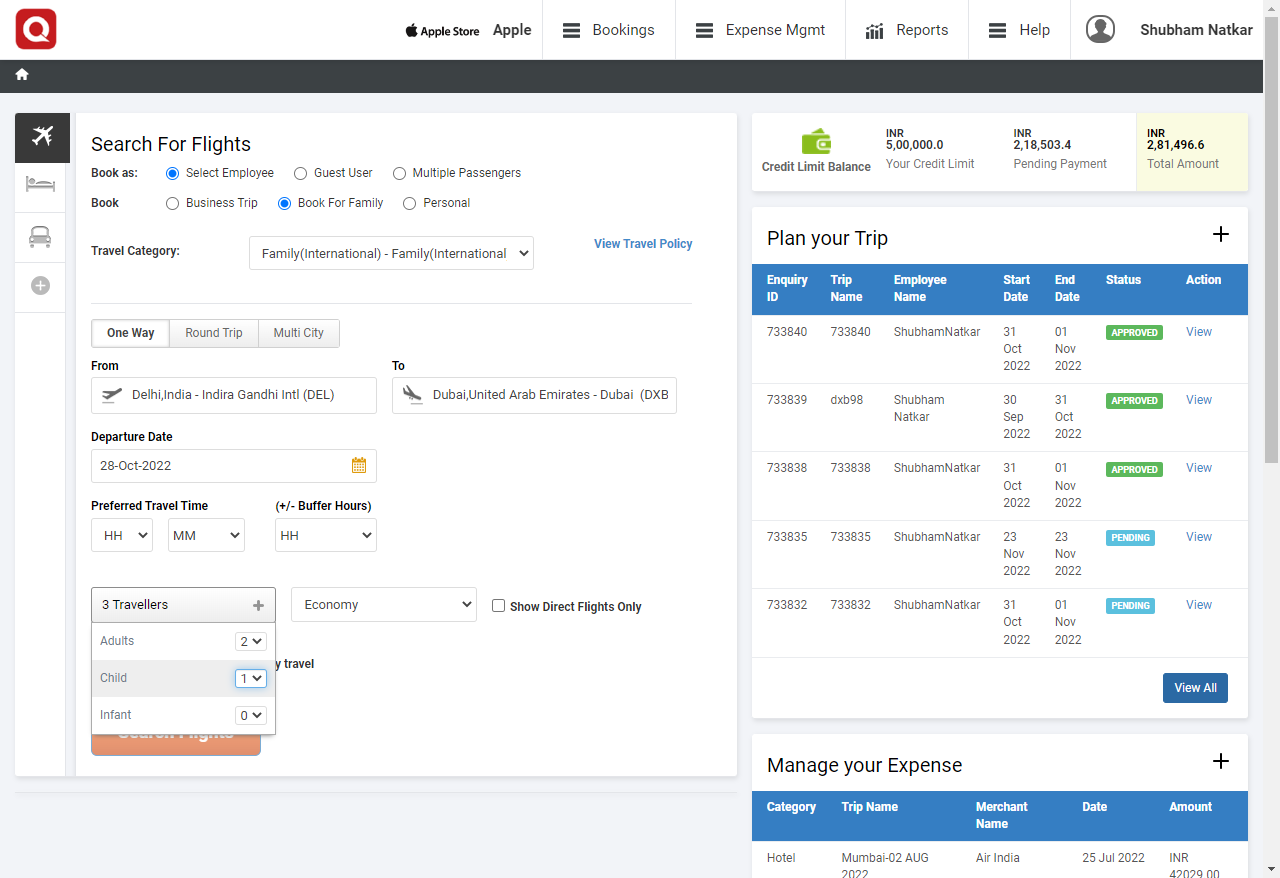 Q
Apple Store Apple Bookings Expense Mgmt Reports Help Shubham Natkar
Search For Flights
Book as: Select Employee Guest User Multiple Passengers
Book Business Trip Book For Family Personal
Travel Category: Family(International) - Family(International View Travel Policy
One Way Round Trip Multi City
From To
Delhi,India - Indira Gandhi Intl (DEL) Dubai,United Arab Emirates - Dubai (DXB
Departure Date
28-Oct-2022
Preferred Travel Time (+/- Buffer Hours)
HH MM HH
3 Travellers Economy Show Direct Flights Only
Adults 2
y travel
Child 1
Infant 0
Search Flights
Credit Limit Balance
INR
5,00,000.0
Your Credit Limit
INR
2,18,503.4
Pending Payment
INR
2,81,496.6
Total Amount
Plan your Trip
Enquiry ID Trip Name Employee Name Start Date End Date Status Action
733840 733840 ShubhamNatkar 31 Oct 2022 01 Nov 2022 APPROVED View
733839 dxb98 Shubham Natkar 30 Sep 2022 31 Oct 2022 APPROVED View
733838 733838 ShubhamNatkar 31 Oct 2022 01 Nov 2022 APPROVED View
733835 733835 ShubhamNatkar 23 Nov 2022 23 Nov 2022 PENDING View
733832 733832 ShubhamNatkar 31 Oct 2022 01 Nov 2022 PENDING View
View All
Manage your Expense
Category Trip Name Merchant Name Date Amount
Hotel Mumbai-02 AUG 2022 Air India 25 Jul 2022 INR 42029.00